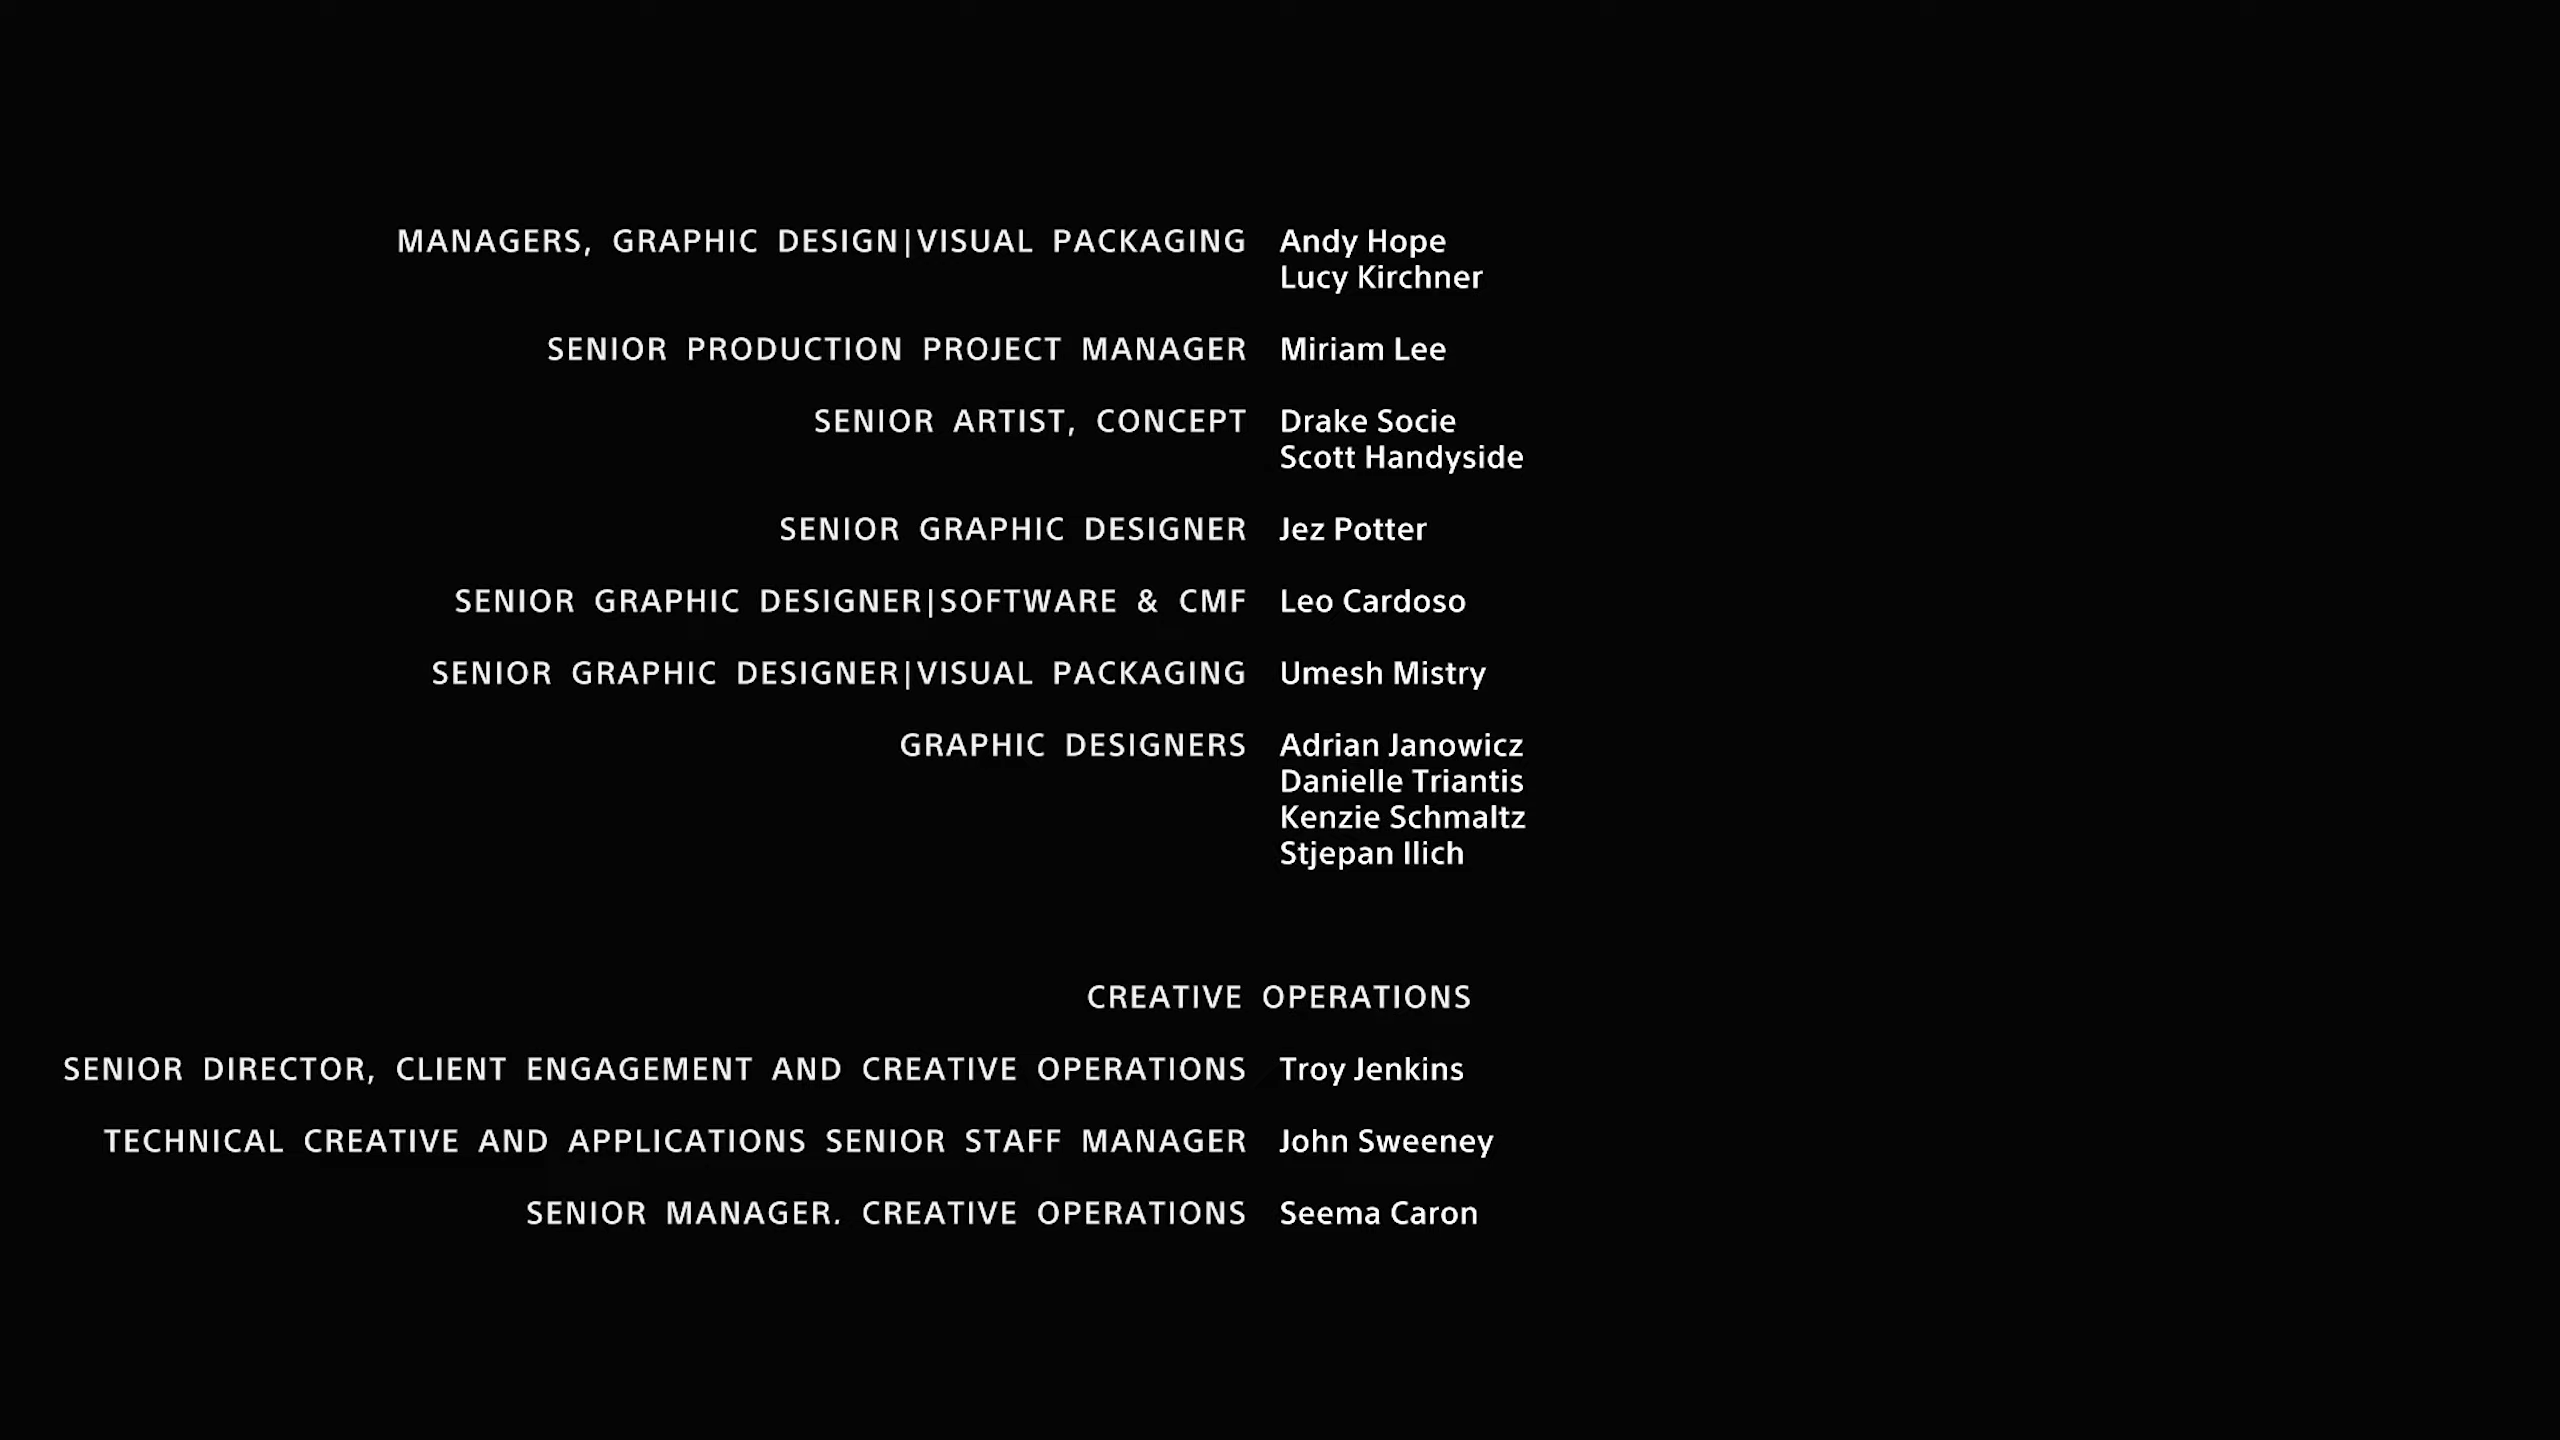 MANAGERS, GRAPHIC DESIGN|VISUAL PACKAGING Andy Hope
Lucy Kirchner
SENIOR PRODUCTION PROJECT MANAGER Miriam Lee
SENIOR ARTIST, CONCEPT Drake Socie
Scott Handyside
SENIOR GRAPHIC DESIGNER Jez Potter
SENIOR GRAPHIC DESIGNER|SOFTWARE & CMF Leo Cardoso
SENIOR GRAPHIC DESIGNER|VISUAL PACKAGING Umesh Mistry
GRAPHIC DESIGNERS Adrian Janowicz
Danielle Triantis
Kenzie Schmaltz
Stjepan Ilich
CREATIVE OPERATIONS
SENIOR DIRECTOR, CLIENT ENGAGEMENT AND CREATIVE OPERATIONS Troy Jenkins
TECHNICAL CREATIVE AND APPLICATIONS SENIOR STAFF MANAGER John Sweeney
SENIOR MANAGER. CREATIVE OPERATIONS Seema Caron